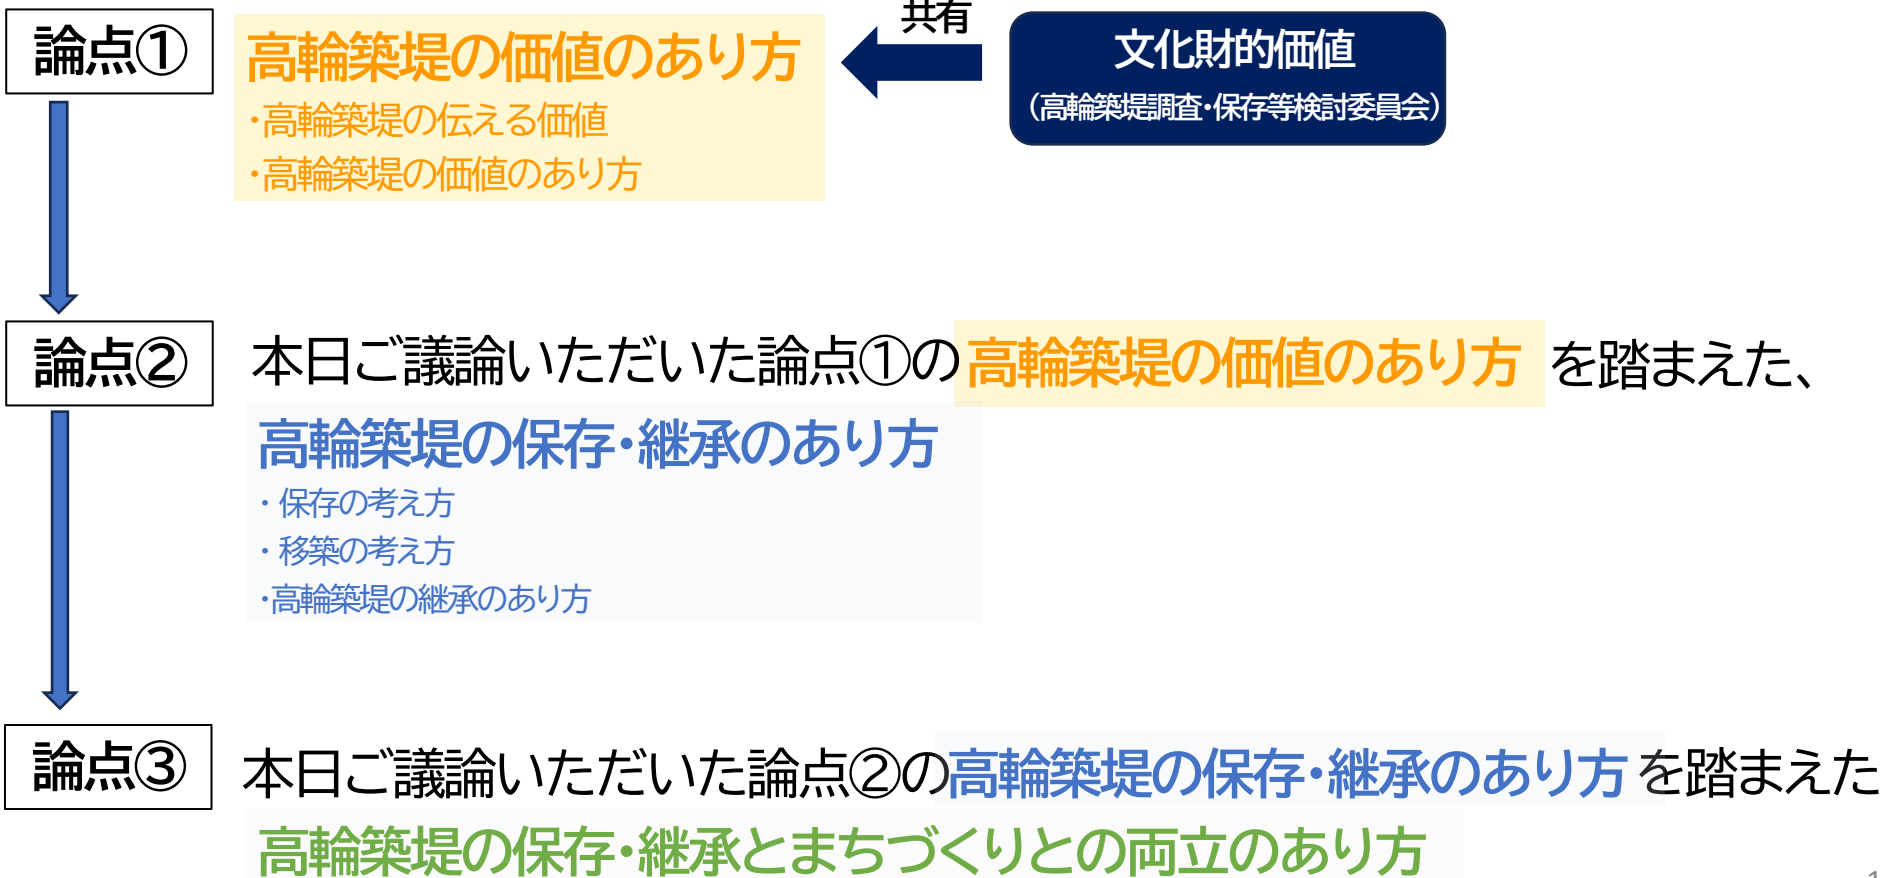 論点①
高輪築堤の価値のあり方
・高輪築堤の伝える価値
・高輪築堤の価値のあり方
共有
文化財的価値
（高輪築堤調査・保存等検討委員会）
論点②
本日ご議論いただいた論点①の高輪築堤の価値のあり方を踏まえた、
高輪築堤の保存・継承のあり方
・保存の考え方
・移築の考え方
・高輪築堤の継承のあり方
論点③
本日ご議論いただいた論点②の高輪築堤の保存・継承のあり方を踏まえた
高輪築堤の保存・継承とまちづくりとの両立のあり方